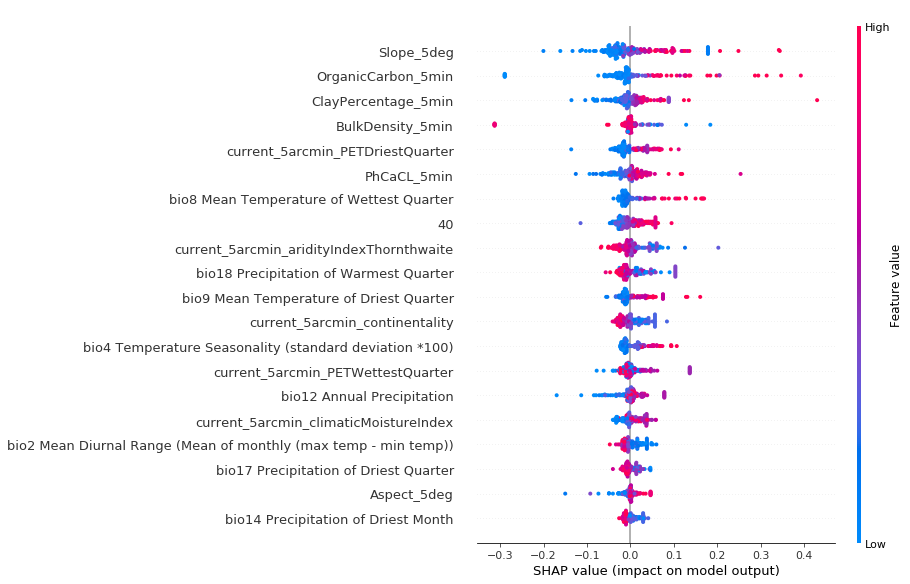 High
Slope_5deg
OrganicCarbon_5min
ClayPercentage_5min
BulkDensity_5min
current_5arcmin_PETDriestQuarter
PhCaCL_5min
bio8 Mean Temperature of Wettest Quarter
40
current_5arcmin_aridityIndexThornthwaite
bio18 Precipitation of Warmest Quarter
bio9 Mean Temperature of Driest Quarter
current_5arcmin_continentality
bio4 Temperature Seasonality (standard deviation *100)
current_5arcmin_PETWettestQuarter
bio12 Annual Precipitation
current_5arcmin_climaticMoistureIndex
bio2 Mean Diurnal Range (Mean of monthly (max temp - min temp))
bio17 Precipitation of Driest Quarter
Aspect_5deg
bio14 Precipitation of Driest Month
Feature value
Low
−0.3 −0.2 −0.1 0.0 0.1 0.2 0.3 0.4
SHAP value (impact on model output)